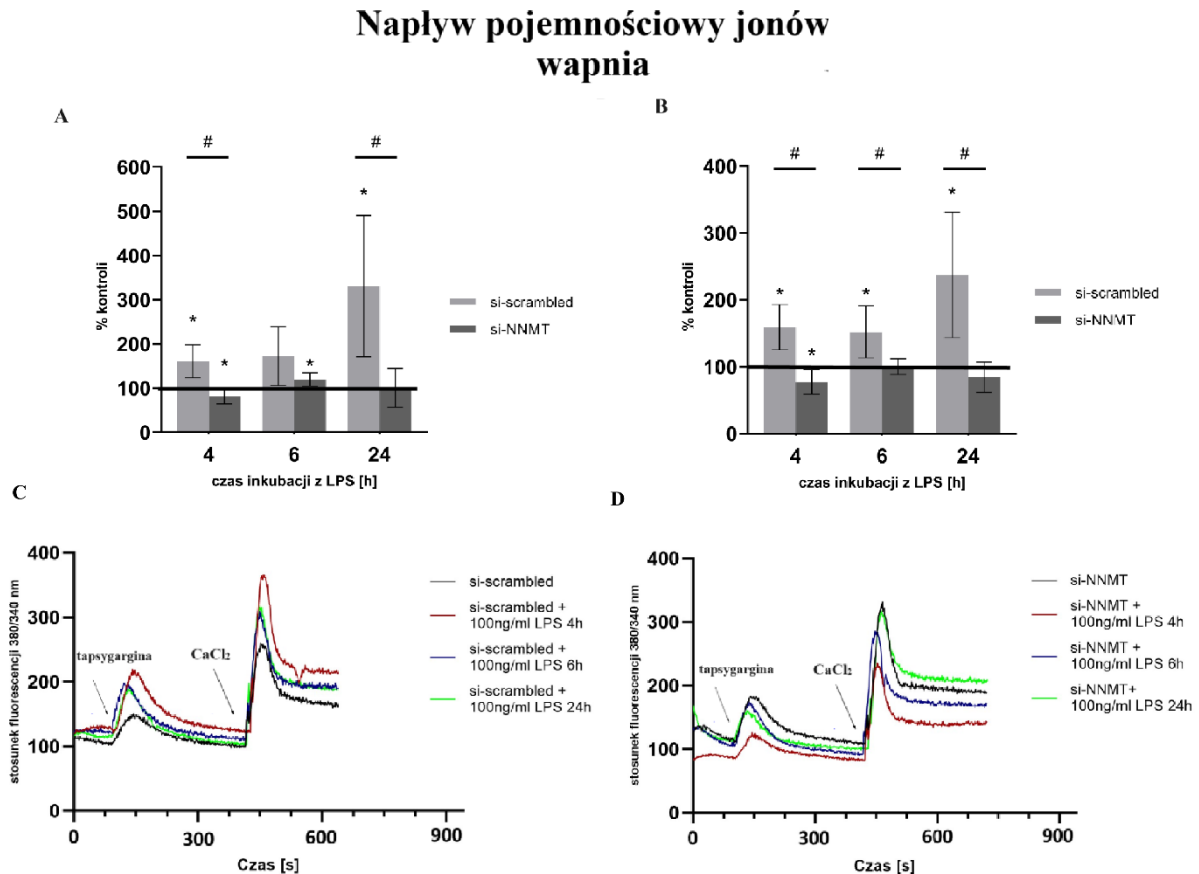 Napływ pojemnościowy jonów
wapnia
A
#
#
600
500
400
300
200
100
0
% kontroli
*
*
*
*
4
6
24
czas inkubacji z LPS [h]
si-scrambled
si-NNMT
B
#
#
#
400
300
200
100
0
% kontroli
*
*
*
*
4
6
24
czas inkubacji z LPS [h]
si-scrambled
si-NNMT
C
400
300
200
100
0
stosunek fluorescencji 380/340 nm
tapsygargina
CaCl₂
0
300
600
900
Czas [s]
si-scrambled
si-scrambled +
100ng/ml LPS 4h
si-scrambled +
100ng/ml LPS 6h
si-scrambled +
100ng/ml LPS 24h
D
400
300
200
100
0
stosunek fluorescencji 380/340 nm
tapsygargina
CaCl₂
0
300
600
900
Czas [s]
si-NNMT
si-NNMT +
100ng/ml LPS 4h
si-NNMT +
100ng/ml LPS 6h
si-NNMT+
100ng/ml LPS 24h